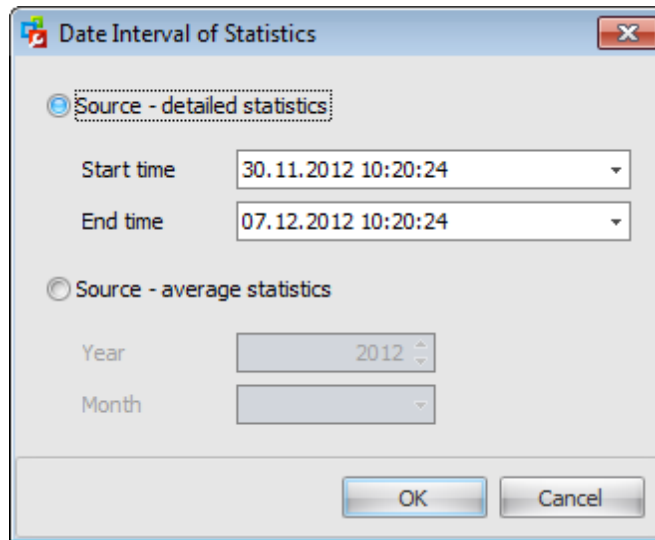 Date Interval of Statistics
Source - detailed statistics
Start time 30.11.2012 10:20:24
End time 07.12.2012 10:20:24
Source - average statistics
Year 2012
Month
OK Cancel